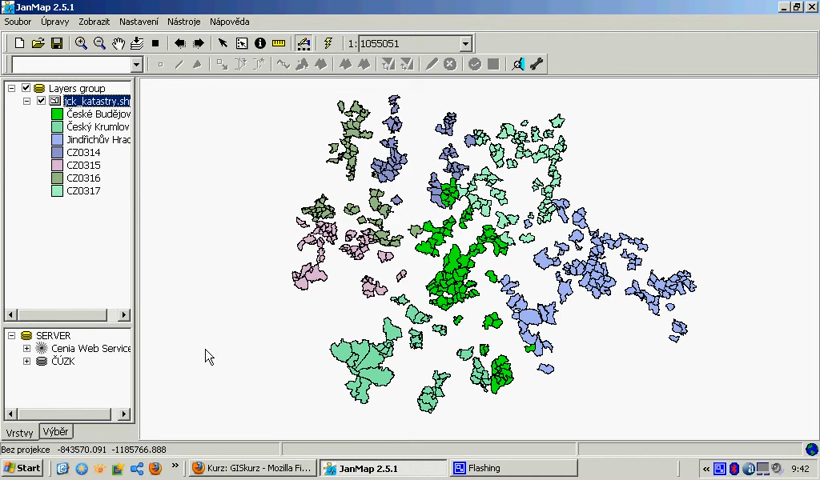 JanMap 2.5.1
Soubor Úpravy Zobrazit Nastavení Nástroje Nápověda
1: 1055051
Layers group
jck_katastry.sh
České Budějov
Český Krumlov
Jindřichův Hrad
CZ0314
CZ0315
CZ0316
CZ0317
SERVER
Cenia Web Service
ČÚZK
Vrstvy Výběr
Bez projekce -843570.091 -1185766.888
Start » Kurz: GISkurz - Mozilla Fi... JanMap 2.5.1 Flashing « 9:42